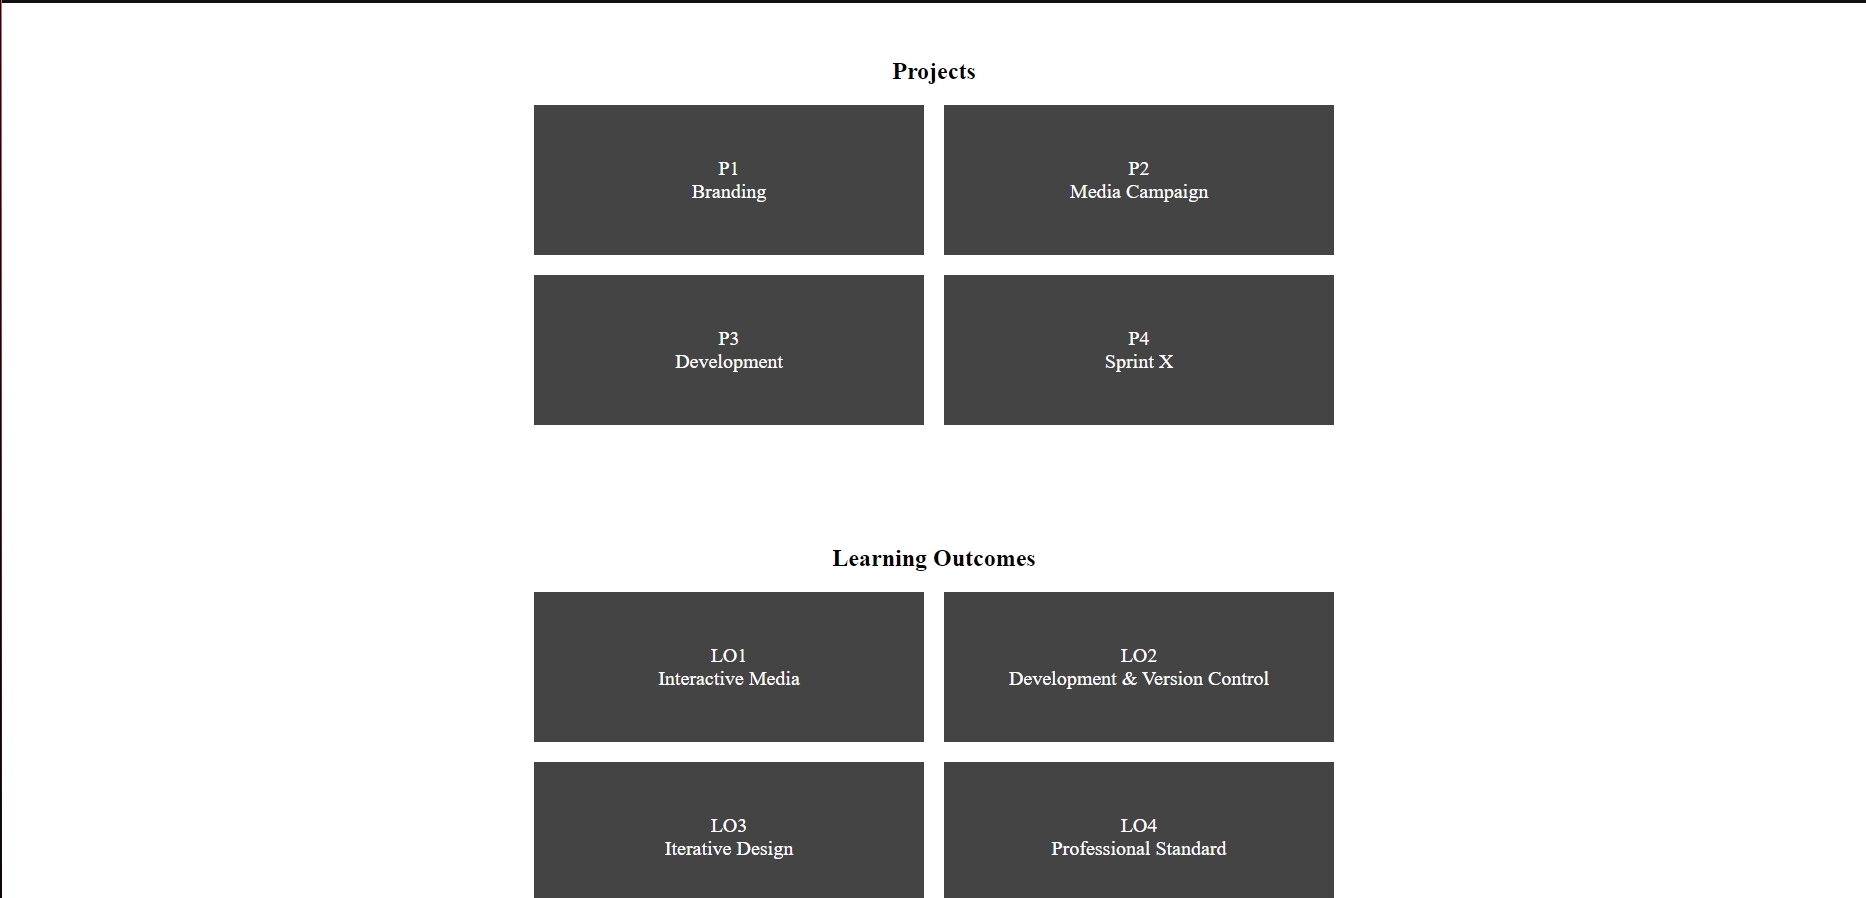 Projects
P1
Branding
P2
Media Campaign
P3
Development
P4
Sprint X
Learning Outcomes
LO1
Interactive Media
LO2
Development & Version Control
LO3
Iterative Design
LO4
Professional Standard